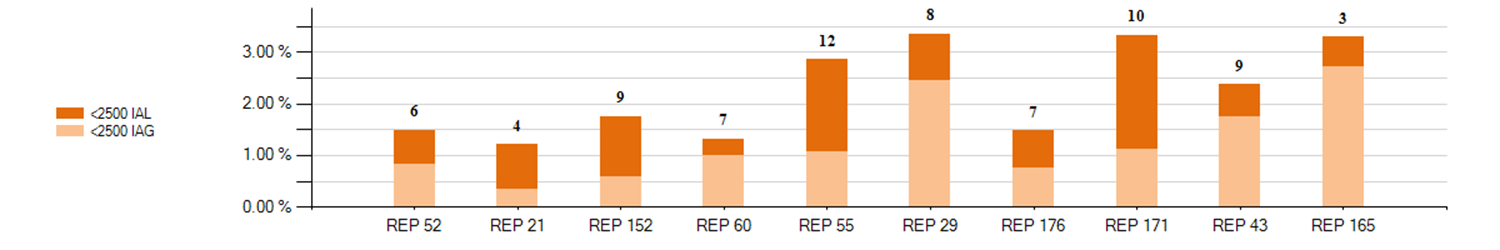 <2500 IAL
<2500 IAG
3.00 %
2.00 %
1.00 %
0.00 %
6
4
9
7
12
8
7
10
9
3
REP 52
REP 21
REP 152
REP 60
REP 55
REP 29
REP 176
REP 171
REP 43
REP 165